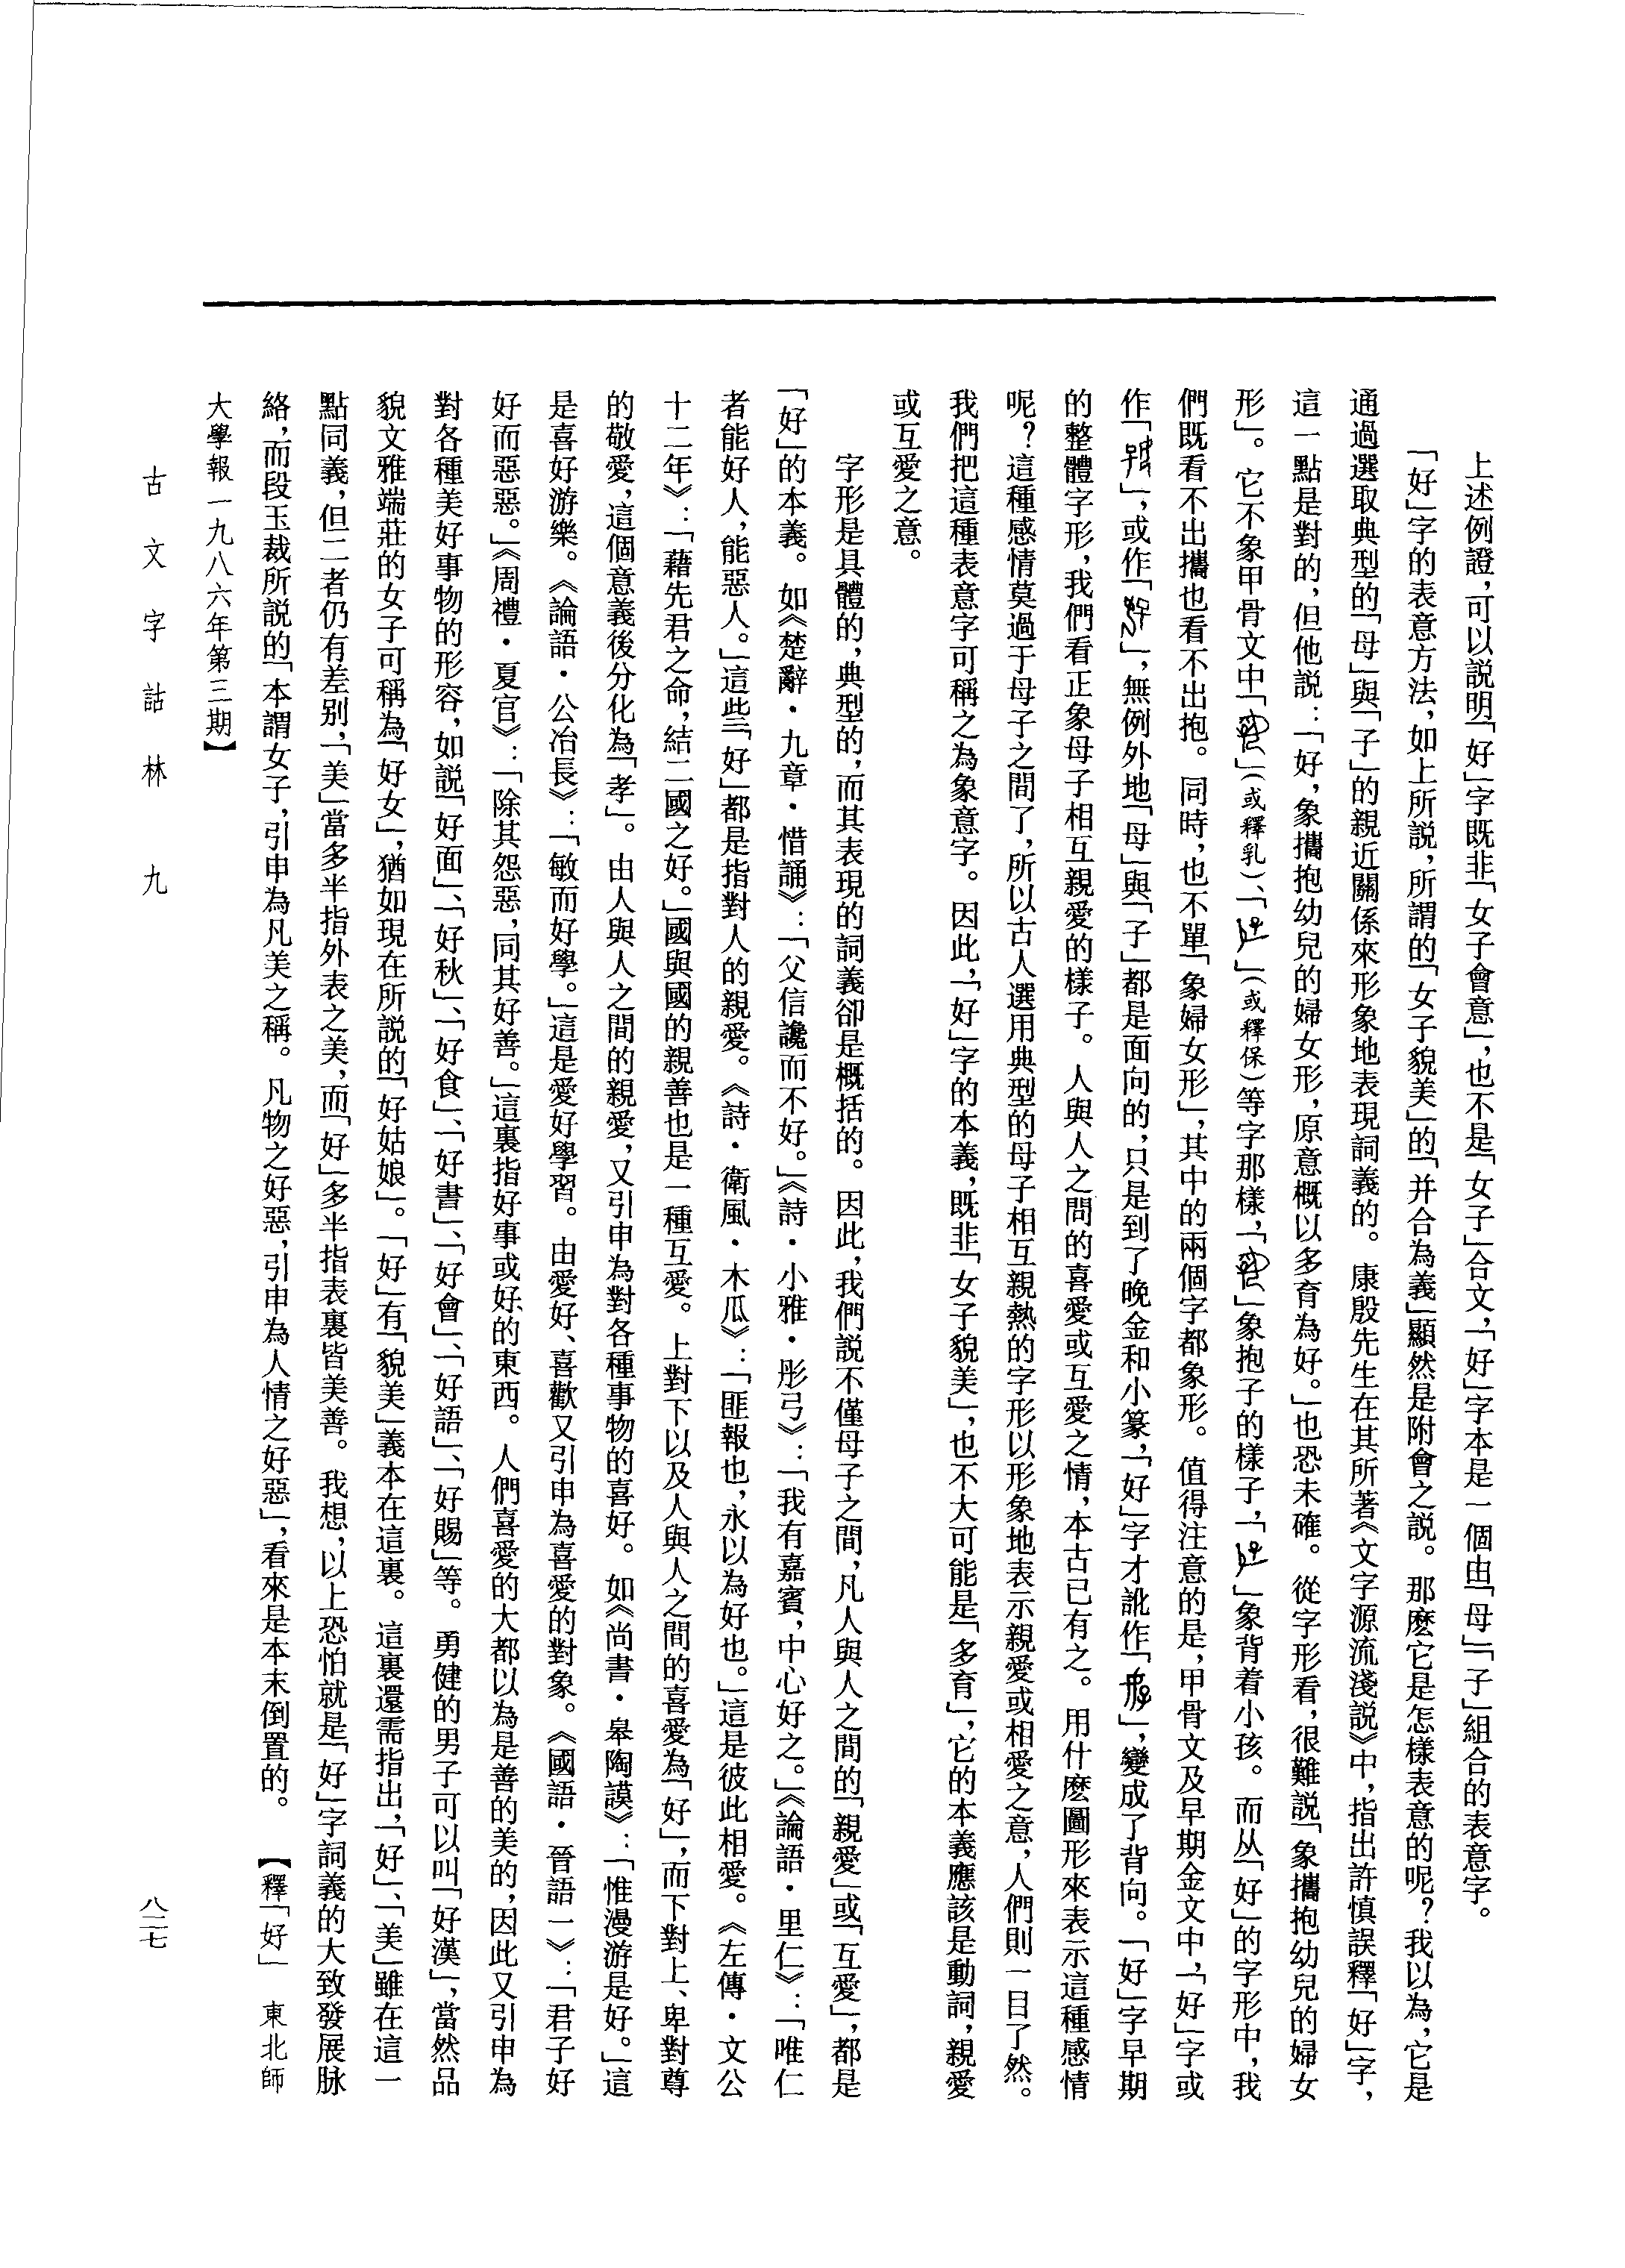 上述例證，可以説明「好」字既非「女子會意」，也不是「女子」合文，「好」字本是一個由「母」「子」組合的表意字。
「好」字的表意方法，如上所説，所謂的「女子貌美」的「并合為義」顯然是附會之説。那麽它是怎樣表意的呢？我以為，它是
通過選取典型的「母」與「子」的親近關係來形象地表現詞義的。康殷先生在其所著《文字源流淺説》中，指出許慎誤釋「好」字，
這一點是對的，但他説：「好，象攜抱幼兒的婦女形，原意概以多育為好。」也恐未確。從字形看，很難説「象攜抱幼兒的婦女
形」。它不象甲骨文中「」（或釋乳）、「」（或釋保）等字那樣，「」象抱子的樣子，「」象背着小孩。而从「好」的字形中，我
們既看不出攜也看不出抱。同時，也不單「象婦女形」，其中的兩個字都象形。值得注意的是，甲骨文及早期金文中，「好」字或
作「」，或作「」，無例外地「母」與「子」都是面向的，只是到了晚金和小篆，「好」字才訛作「」，變成了背向。「好」字早期
的整體字形，我們看正象母子相互親愛的樣子。人與人之問的喜愛或互愛之情，本古已有之。用什麽圖形來表示這種感情
呢？這種感情莫過于母子之間了，所以古人選用典型的母子相互親熱的字形以形象地表示親愛或相愛之意，人們則一目了然。
我們把這種表意字可稱之為象意字。因此，「好」字的本義，既非「女子貌美」，也不大可能是「多育」，它的本義應該是動詞，親愛
或互愛之意。
字形是具體的，典型的，而其表現的詞義卻是概括的。因此，我們説不僅母子之間，凡人與人之間的「親愛」或「互愛」，都是
「好」的本義。如《楚辭・九章・惜誦》：「父信讒而不好。」《詩・小雅・彤弓》：「我有嘉賓，中心好之。」《論語・里仁》：「唯仁
者能好人，能惡人。」這些「好」都是指對人的親愛。《詩・衛風・木瓜》：「匪報也，永以為好也。」這是彼此相愛。《左傳・文公
十二年》：「藉先君之命，結二國之好。」國與國的親善也是一種互愛。上對下以及人與人之間的喜愛為「好」，而下對上、卑對尊
的敬愛，這個意義後分化為「孝」。由人與人之間的親愛，又引申為對各種事物的喜好。如《尚書・皋陶謨》：「惟漫游是好。」這
是喜好游樂。《論語・公冶長》：「敏而好學。」這是愛好學習。由愛好、喜歡又引申為喜愛的對象。《國語・晉語一》：「君子好
好而惡惡。」《周禮・夏官》：「除其怨惡，同其好善。」這裏指好事或好的東西。人們喜愛的大都以為是善的美的，因此又引申為
對各種美好事物的形容，如説「好面」、「好秋」、「好食」、「好書」、「好會」、「好語」、「好賜」等。勇健的男子可以叫「好漢」，當然品
貌文雅端莊的女子可稱為「好女」，猶如現在所説的「好姑娘」。「好」有「貌美」義本在這裏。這裏還需指出，「好」、「美」雖在這一
點同義，但二者仍有差别，「美」當多半指外表之美，而「好」多半指表裏皆美善。我想，以上恐怕就是「好」字詞義的大致發展脉
絡，而段玉裁所説的「本謂女子，引申為凡美之稱。凡物之好惡，引申為人情之好惡」，看來是本末倒置的。【釋「好」 東北師
大學報一九八六年第三期】
古文字詁林 九
八二七